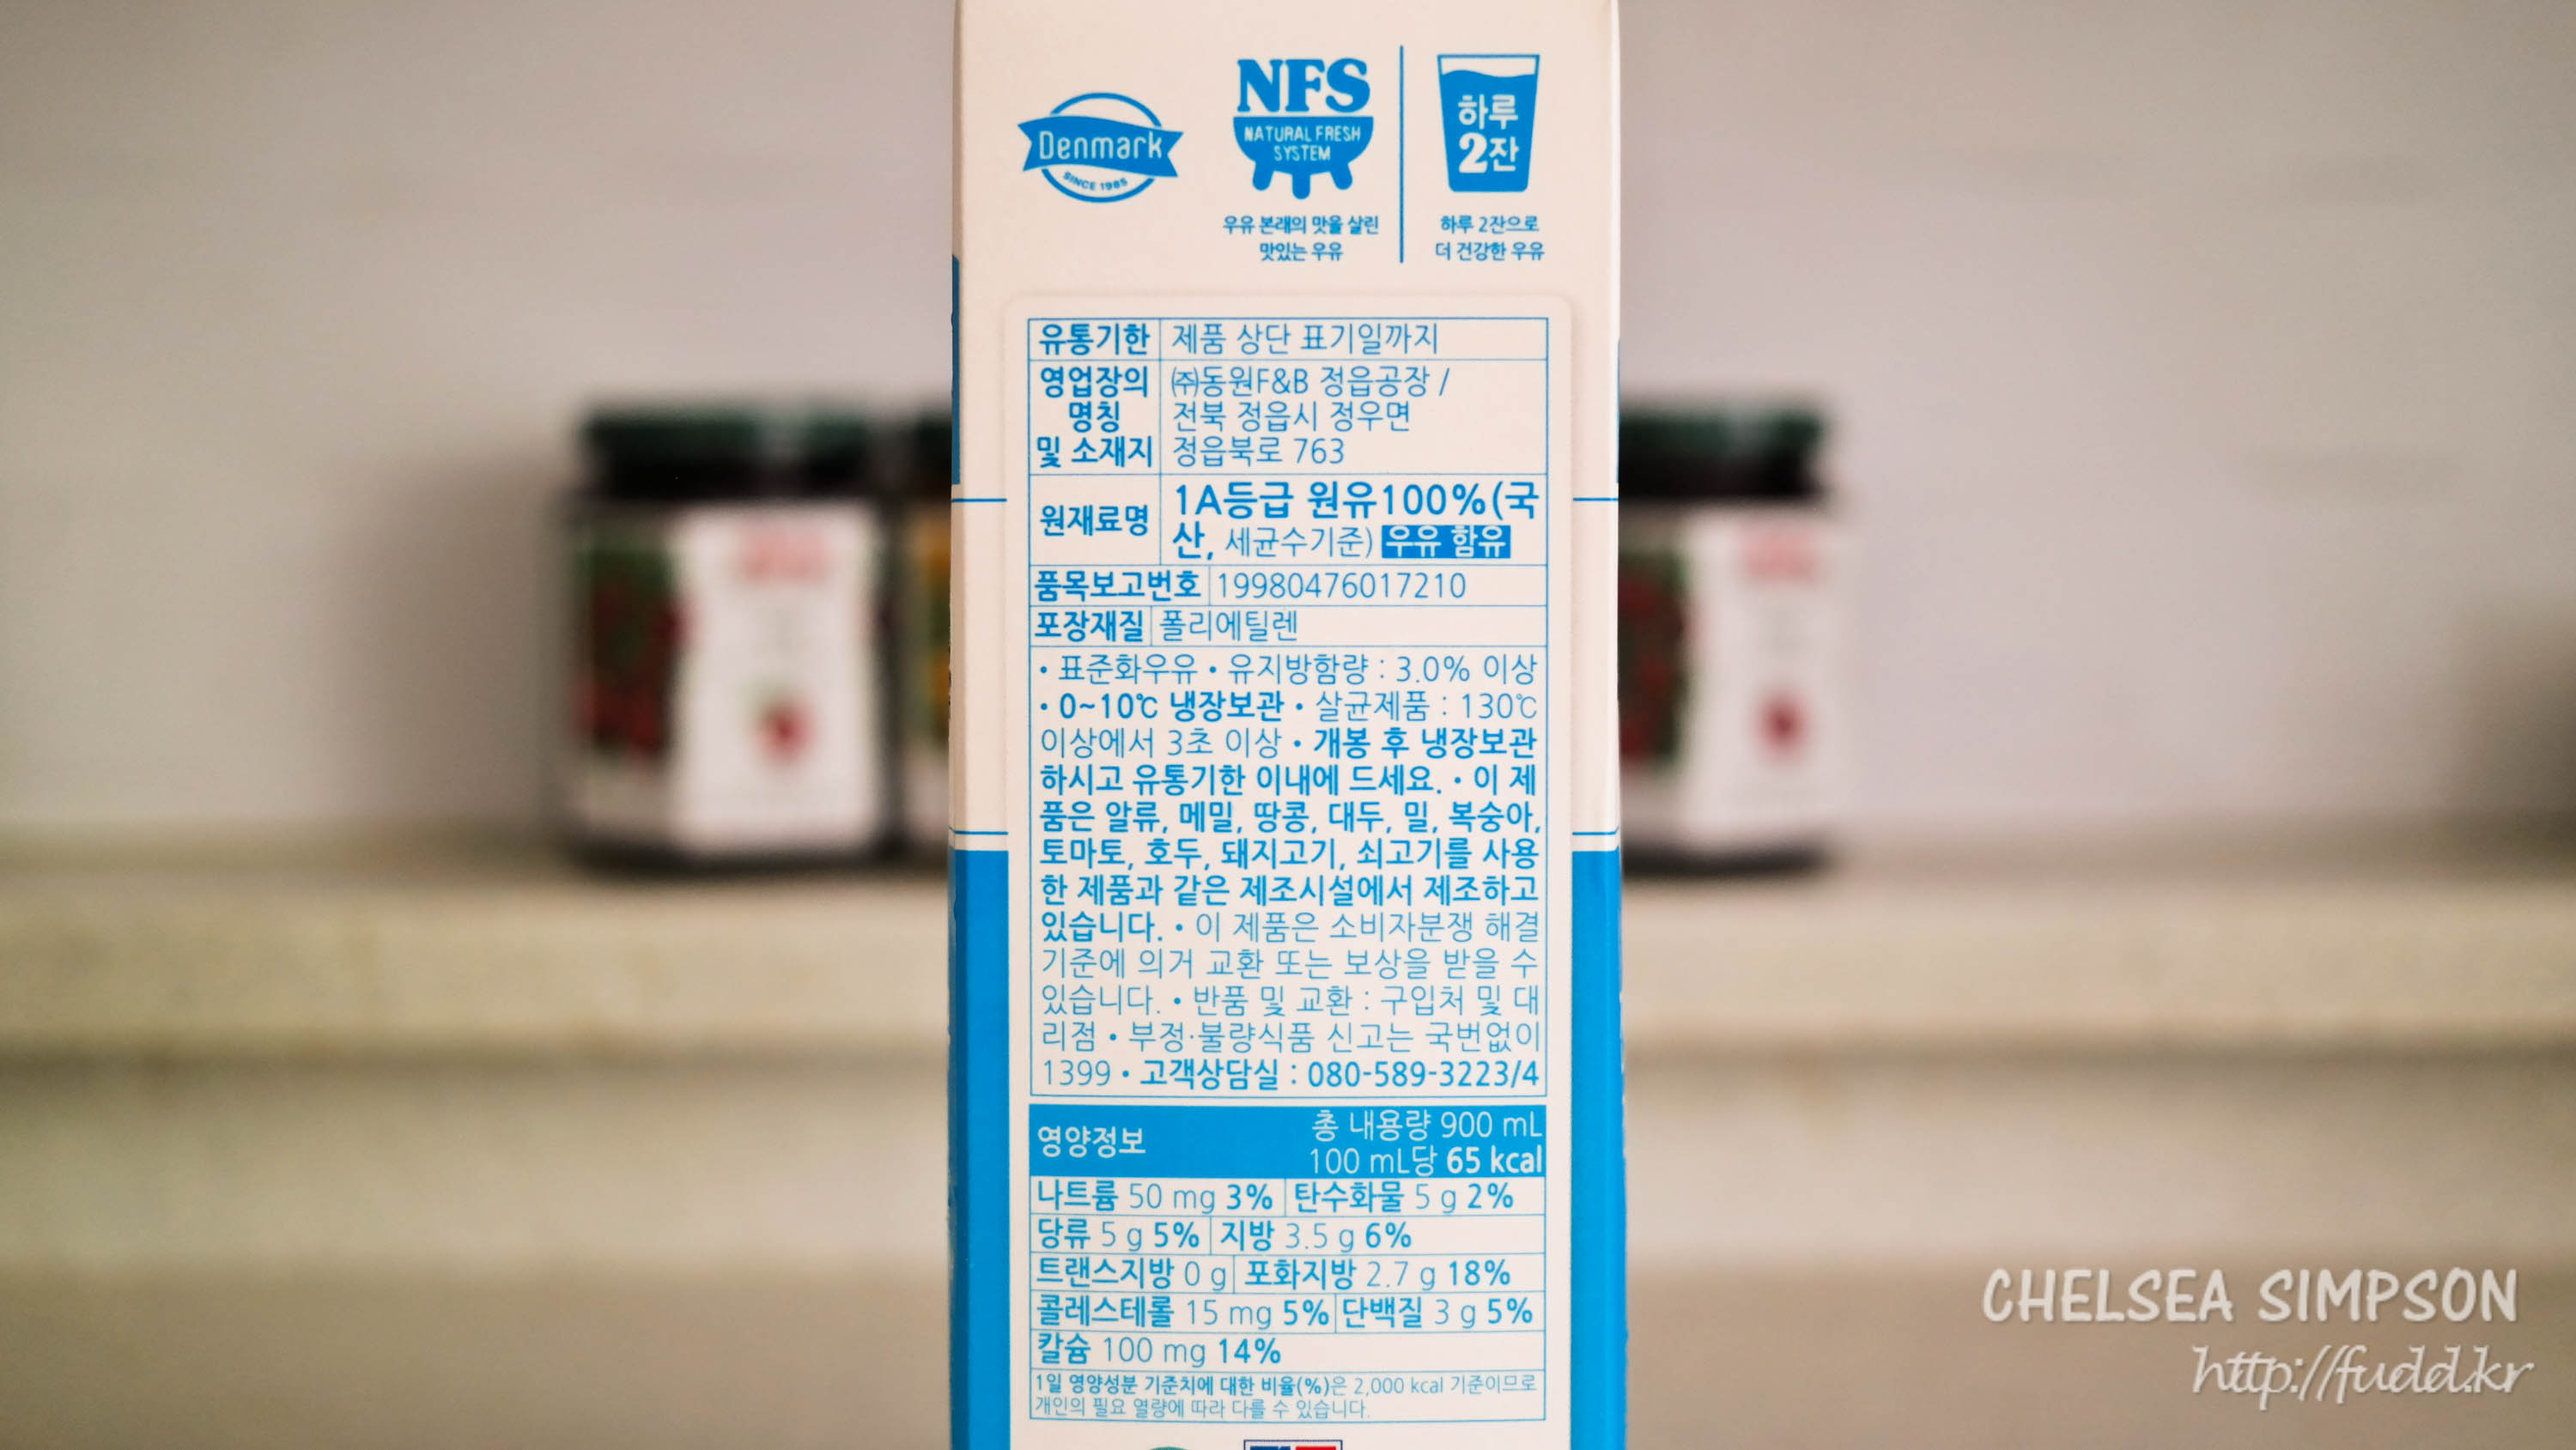 Denmark
SINCE 1985
NFS
NATURAL FRESH
SYSTEM
우유 본래의 맛을 살린
맛있는 우유
하루
2잔
하루 2잔으로
더 건강한 우유
유통기한 제품 상단 표기일까지
영업장의 ㈜동원F&B 정읍공장 /
명칭 전북 정읍시 정우면
및 소재지 정읍북로 763
원재료명 1A등급 원유100%(국
산, 세균수기준) 우유 함유
품목보고번호 19980476017210
포장재질 폴리에틸렌
• 표준화우유 • 유지방함량 : 3.0% 이상
• 0~10℃ 냉장보관 • 살균제품 : 130℃
이상에서 3초 이상 • 개봉 후 냉장보관
하시고 유통기한 이내에 드세요. • 이 제
품은 알류, 메밀, 땅콩, 대두, 밀, 복숭아,
토마토, 호두, 돼지고기, 쇠고기를 사용
한 제품과 같은 제조시설에서 제조하고
있습니다. • 이 제품은 소비자분쟁 해결
기준에 의거 교환 또는 보상을 받을 수
있습니다. • 반품 및 교환 : 구입처 및 대
리점 • 부정·불량식품 신고는 국번없이
1399 • 고객상담실 : 080-589-3223/4
영양정보 총 내용량 900 mL
100 mL당 65 kcal
나트륨 50 mg 3% 탄수화물 5 g 2%
당류 5 g 5% 지방 3.5 g 6%
트랜스지방 0 g 포화지방 2.7 g 18%
콜레스테롤 15 mg 5% 단백질 3 g 5%
칼슘 100 mg 14%
1일 영양성분 기준치에 대한 비율(%)은 2,000 kcal 기준이므로
개인의 필요 열량에 따라 다를 수 있습니다.
CHELSEA SIMPSON
http://fudd.kr